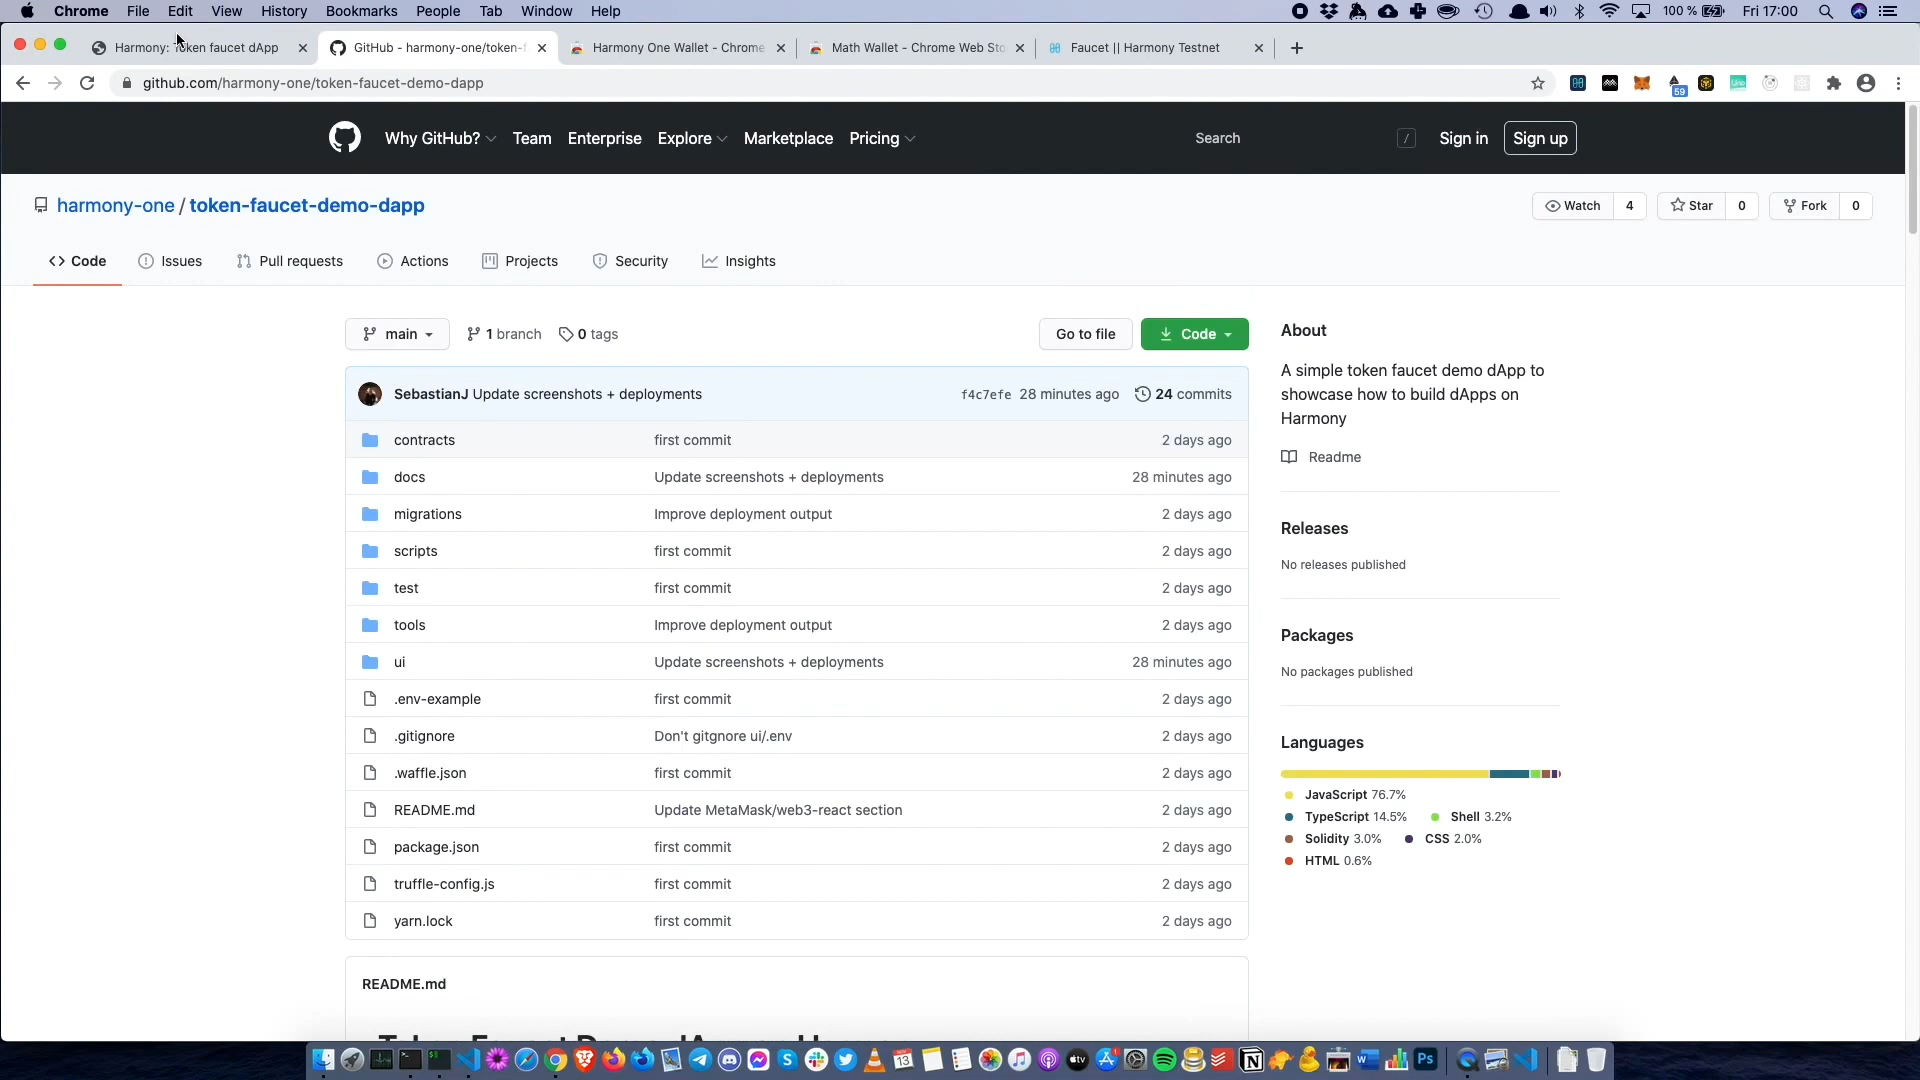 Chrome File Edit View History Bookmarks People Tab Window Help 100 % Fri 17:00
Harmony: Token faucet dApp GitHub - harmony-one/token-f Harmony One Wallet - Chrome Math Wallet - Chrome Web Sto Faucet || Harmony Testnet
github.com/harmony-one/token-faucet-demo-dapp 59
Why GitHub? Team Enterprise Explore Marketplace Pricing Search / Sign in Sign up
harmony-one / token-faucet-demo-dapp Watch 4 Star 0 Fork 0
Code Issues Pull requests Actions Projects Security Insights
main 1 branch 0 tags Go to file Code
SebastianJ Update screenshots + deployments f4c7efe 28 minutes ago 24 commits
contracts first commit 2 days ago
docs Update screenshots + deployments 28 minutes ago
migrations Improve deployment output 2 days ago
scripts first commit 2 days ago
test first commit 2 days ago
tools Improve deployment output 2 days ago
ui Update screenshots + deployments 28 minutes ago
.env-example first commit 2 days ago
.gitignore Don't gitgnore ui/.env 2 days ago
.waffle.json first commit 2 days ago
README.md Update MetaMask/web3-react section 2 days ago
package.json first commit 2 days ago
truffle-config.js first commit 2 days ago
yarn.lock first commit 2 days ago
README.md
About
A simple token faucet demo dApp to
showcase how to build dApps on
Harmony
Readme
Releases
No releases published
Packages
No packages published
Languages
JavaScript 76.7%
TypeScript 14.5% Shell 3.2%
Solidity 3.0% CSS 2.0%
HTML 0.6%